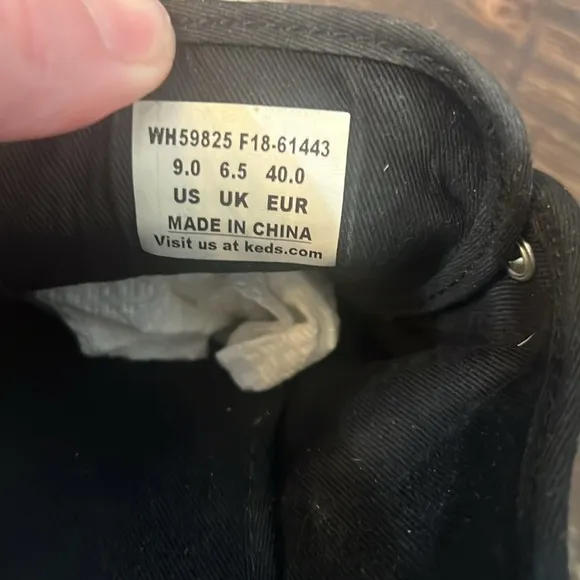 WH59825 F18-61443
9.0 6.5 40.0
US UK EUR
MADE IN CHINA
Visit us at keds.com